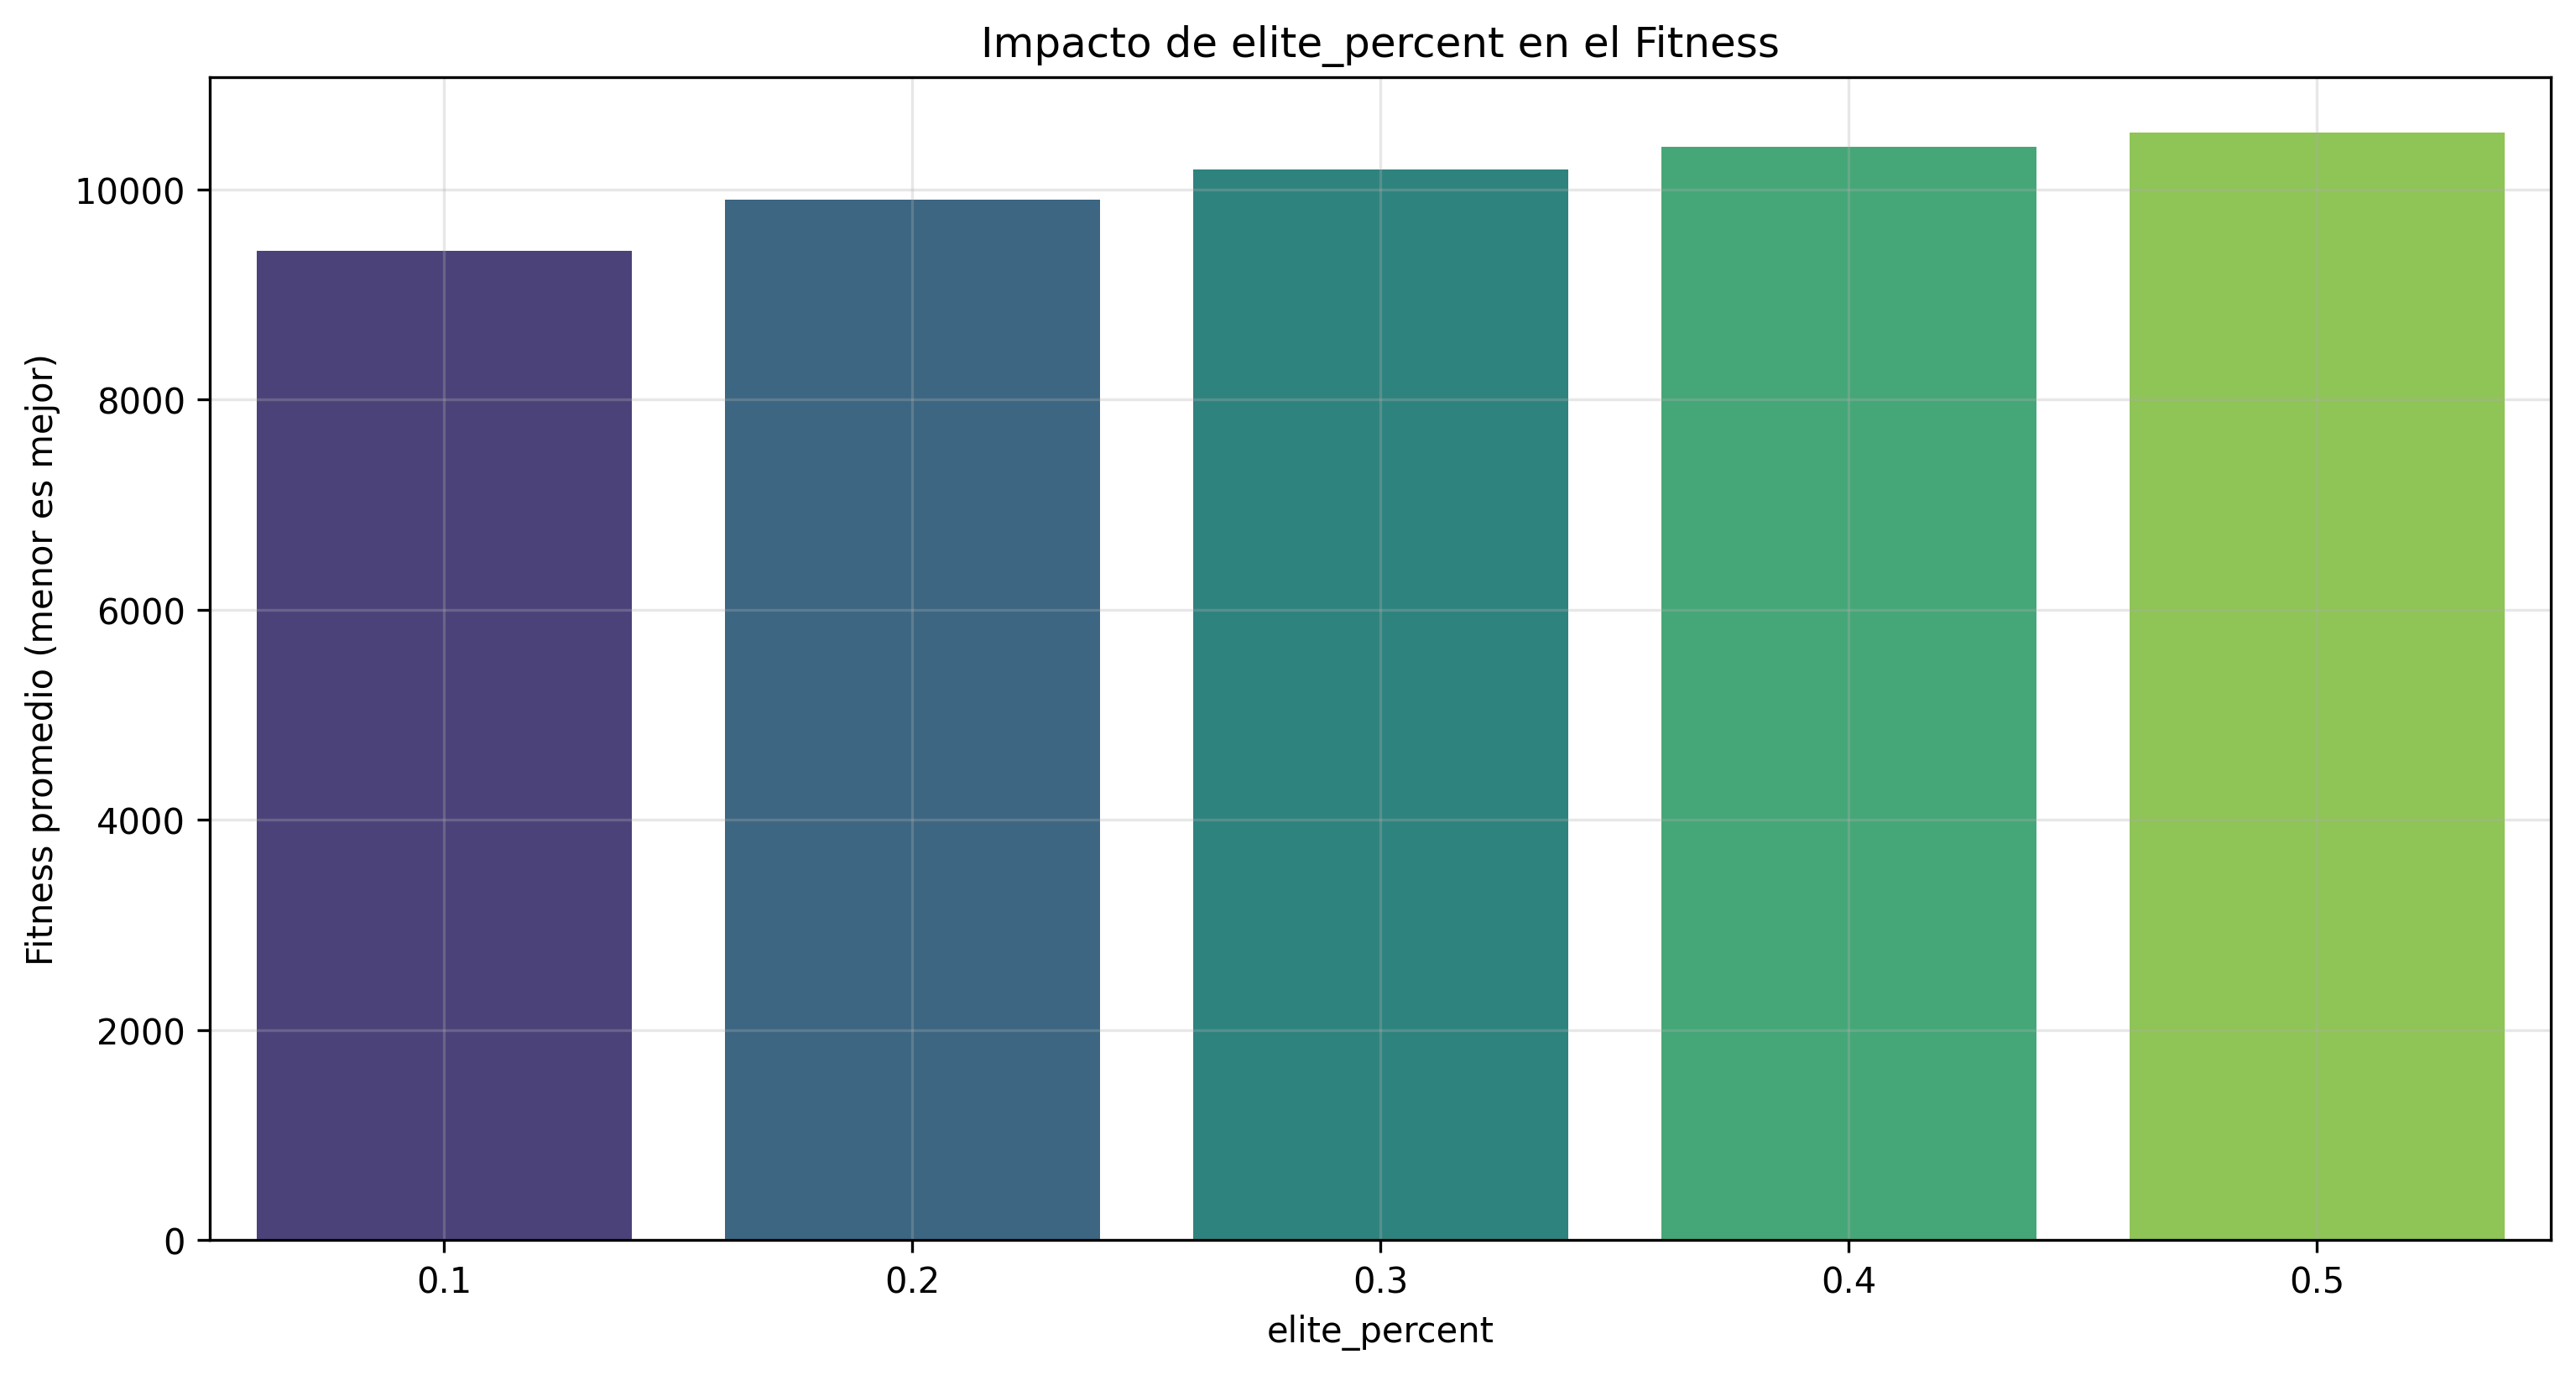 Impacto de elite_percent en el Fitness
Fitness promedio (menor es mejor)
10000
8000
6000
4000
2000
0
0.1 0.2 0.3 0.4 0.5
elite_percent